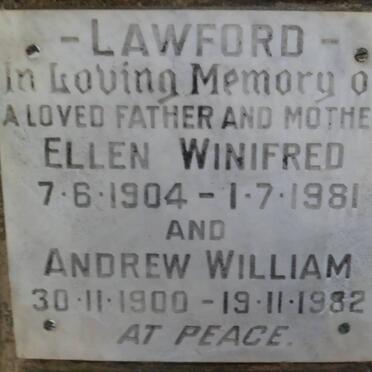 - LAWFORD -
In Loving Memory o
A LOVED FATHER AND MOTHE
ELLEN WINIFRED
7·6·1904 - 1·7·1981
AND
ANDREW WILLIAM
30·11·1900 - 19·11·1982
AT PEACE.